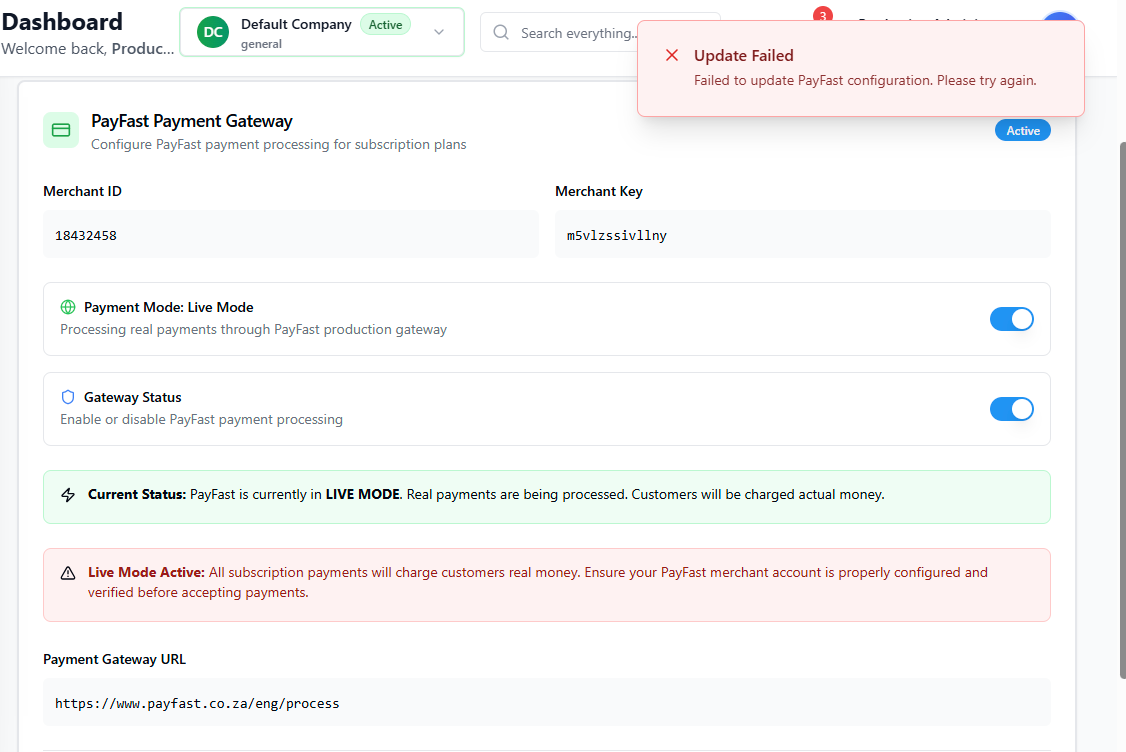 Dashboard
Welcome back, Produc...
DC
Default Company
Active
general
Search everything..
3
Update Failed
Failed to update PayFast configuration. Please try again.
PayFast Payment Gateway
Configure PayFast payment processing for subscription plans
Active
Merchant ID
Merchant Key
18432458
m5vlzssivllny
Payment Mode: Live Mode
Processing real payments through PayFast production gateway
Gateway Status
Enable or disable PayFast payment processing
Current Status: PayFast is currently in LIVE MODE. Real payments are being processed. Customers will be charged actual money.
Live Mode Active: All subscription payments will charge customers real money. Ensure your PayFast merchant account is properly configured and
verified before accepting payments.
Payment Gateway URL
https://www.payfast.co.za/eng/process